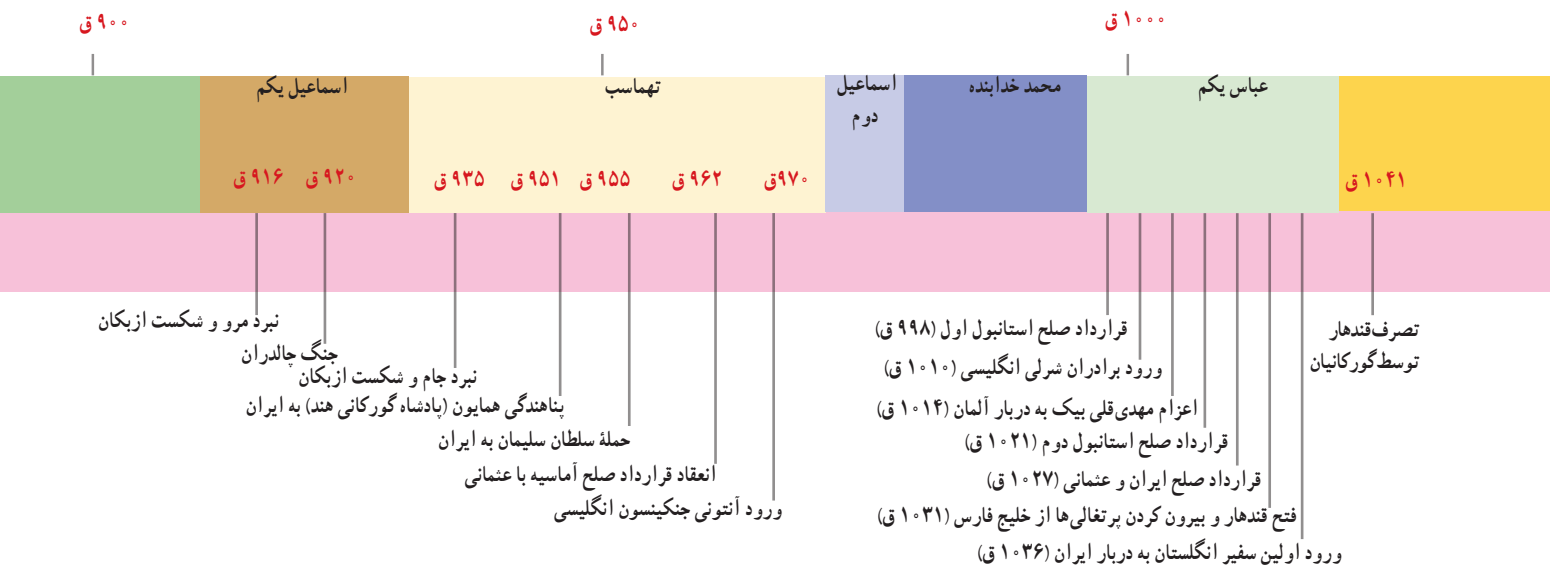 ۹۰۰ ق
۹۵۰ ق
۱۰۰۰ ق
اسماعیل یکم
تهماسب
اسماعیل
دوم
محمد خدابنده
عباس یکم
۹۱۶ ق
۹۲۰ ق
۹۳۵ ق
۹۵۱ ق
۹۵۵ ق
۹۶۲ ق
۹۷۰ق
۱۰۴۱ ق
نبرد مرو و شکست ازبکان
جنگ چالدران
نبرد جام و شکست ازبکان
پناهندگی همایون (پادشاه گورکانی هند) به ایران
حملهٔ سلطان سلیمان به ایران
انعقاد قرارداد صلح آماسیه با عثمانی
ورود آنتونی جنکینسون انگلیسی
قرارداد صلح استانبول اول (۹۹۸ ق)
ورود برادران شرلی انگلیسی (۱۰۱۰ ق)
اعزام مهدی‌قلی بیک به دربار آلمان (۱۰۱۴ ق)
قرارداد صلح استانبول دوم (۱۰۲۱ ق)
قرارداد صلح ایران و عثمانی (۱۰۲۷ ق)
فتح قندهار و بیرون کردن پرتغالی‌ها از خلیج فارس (۱۰۳۱ ق)
ورود اولین سفیر انگلستان به دربار ایران (۱۰۳۶ ق)
تصرف‌قندهار
توسط‌گورکانیان